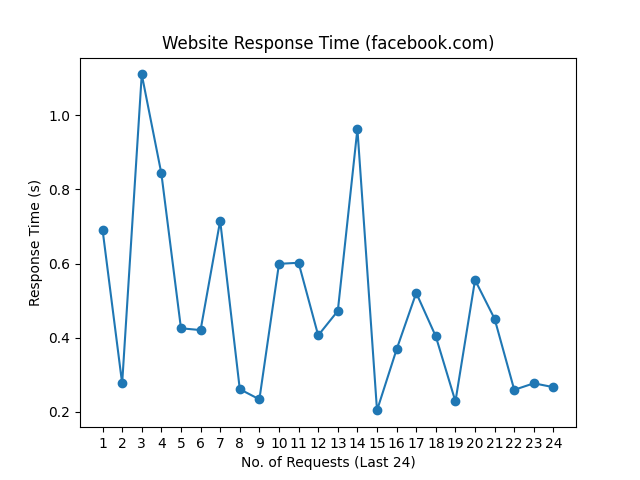 Website Response Time (facebook.com)
Response Time (s)
1.0
0.8
0.6
0.4
0.2
1 2 3 4 5 6 7 8 9 10 11 12 13 14 15 16 17 18 19 20 21 22 23 24
No. of Requests (Last 24)